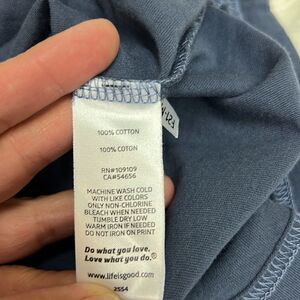 100% COTTON
100% COTON
RN#109109
CA#54656
MACHINE WASH COLD
WITH LIKE COLORS
ONLY NON-CHLORINE
BLEACH WHEN NEEDED
TUMBLE DRY LOW
WARM IRON IF NEEDED
DO NOT IRON ON PRINT
Do what you love.
Love what you do.®
www.lifeisgood.com
2554